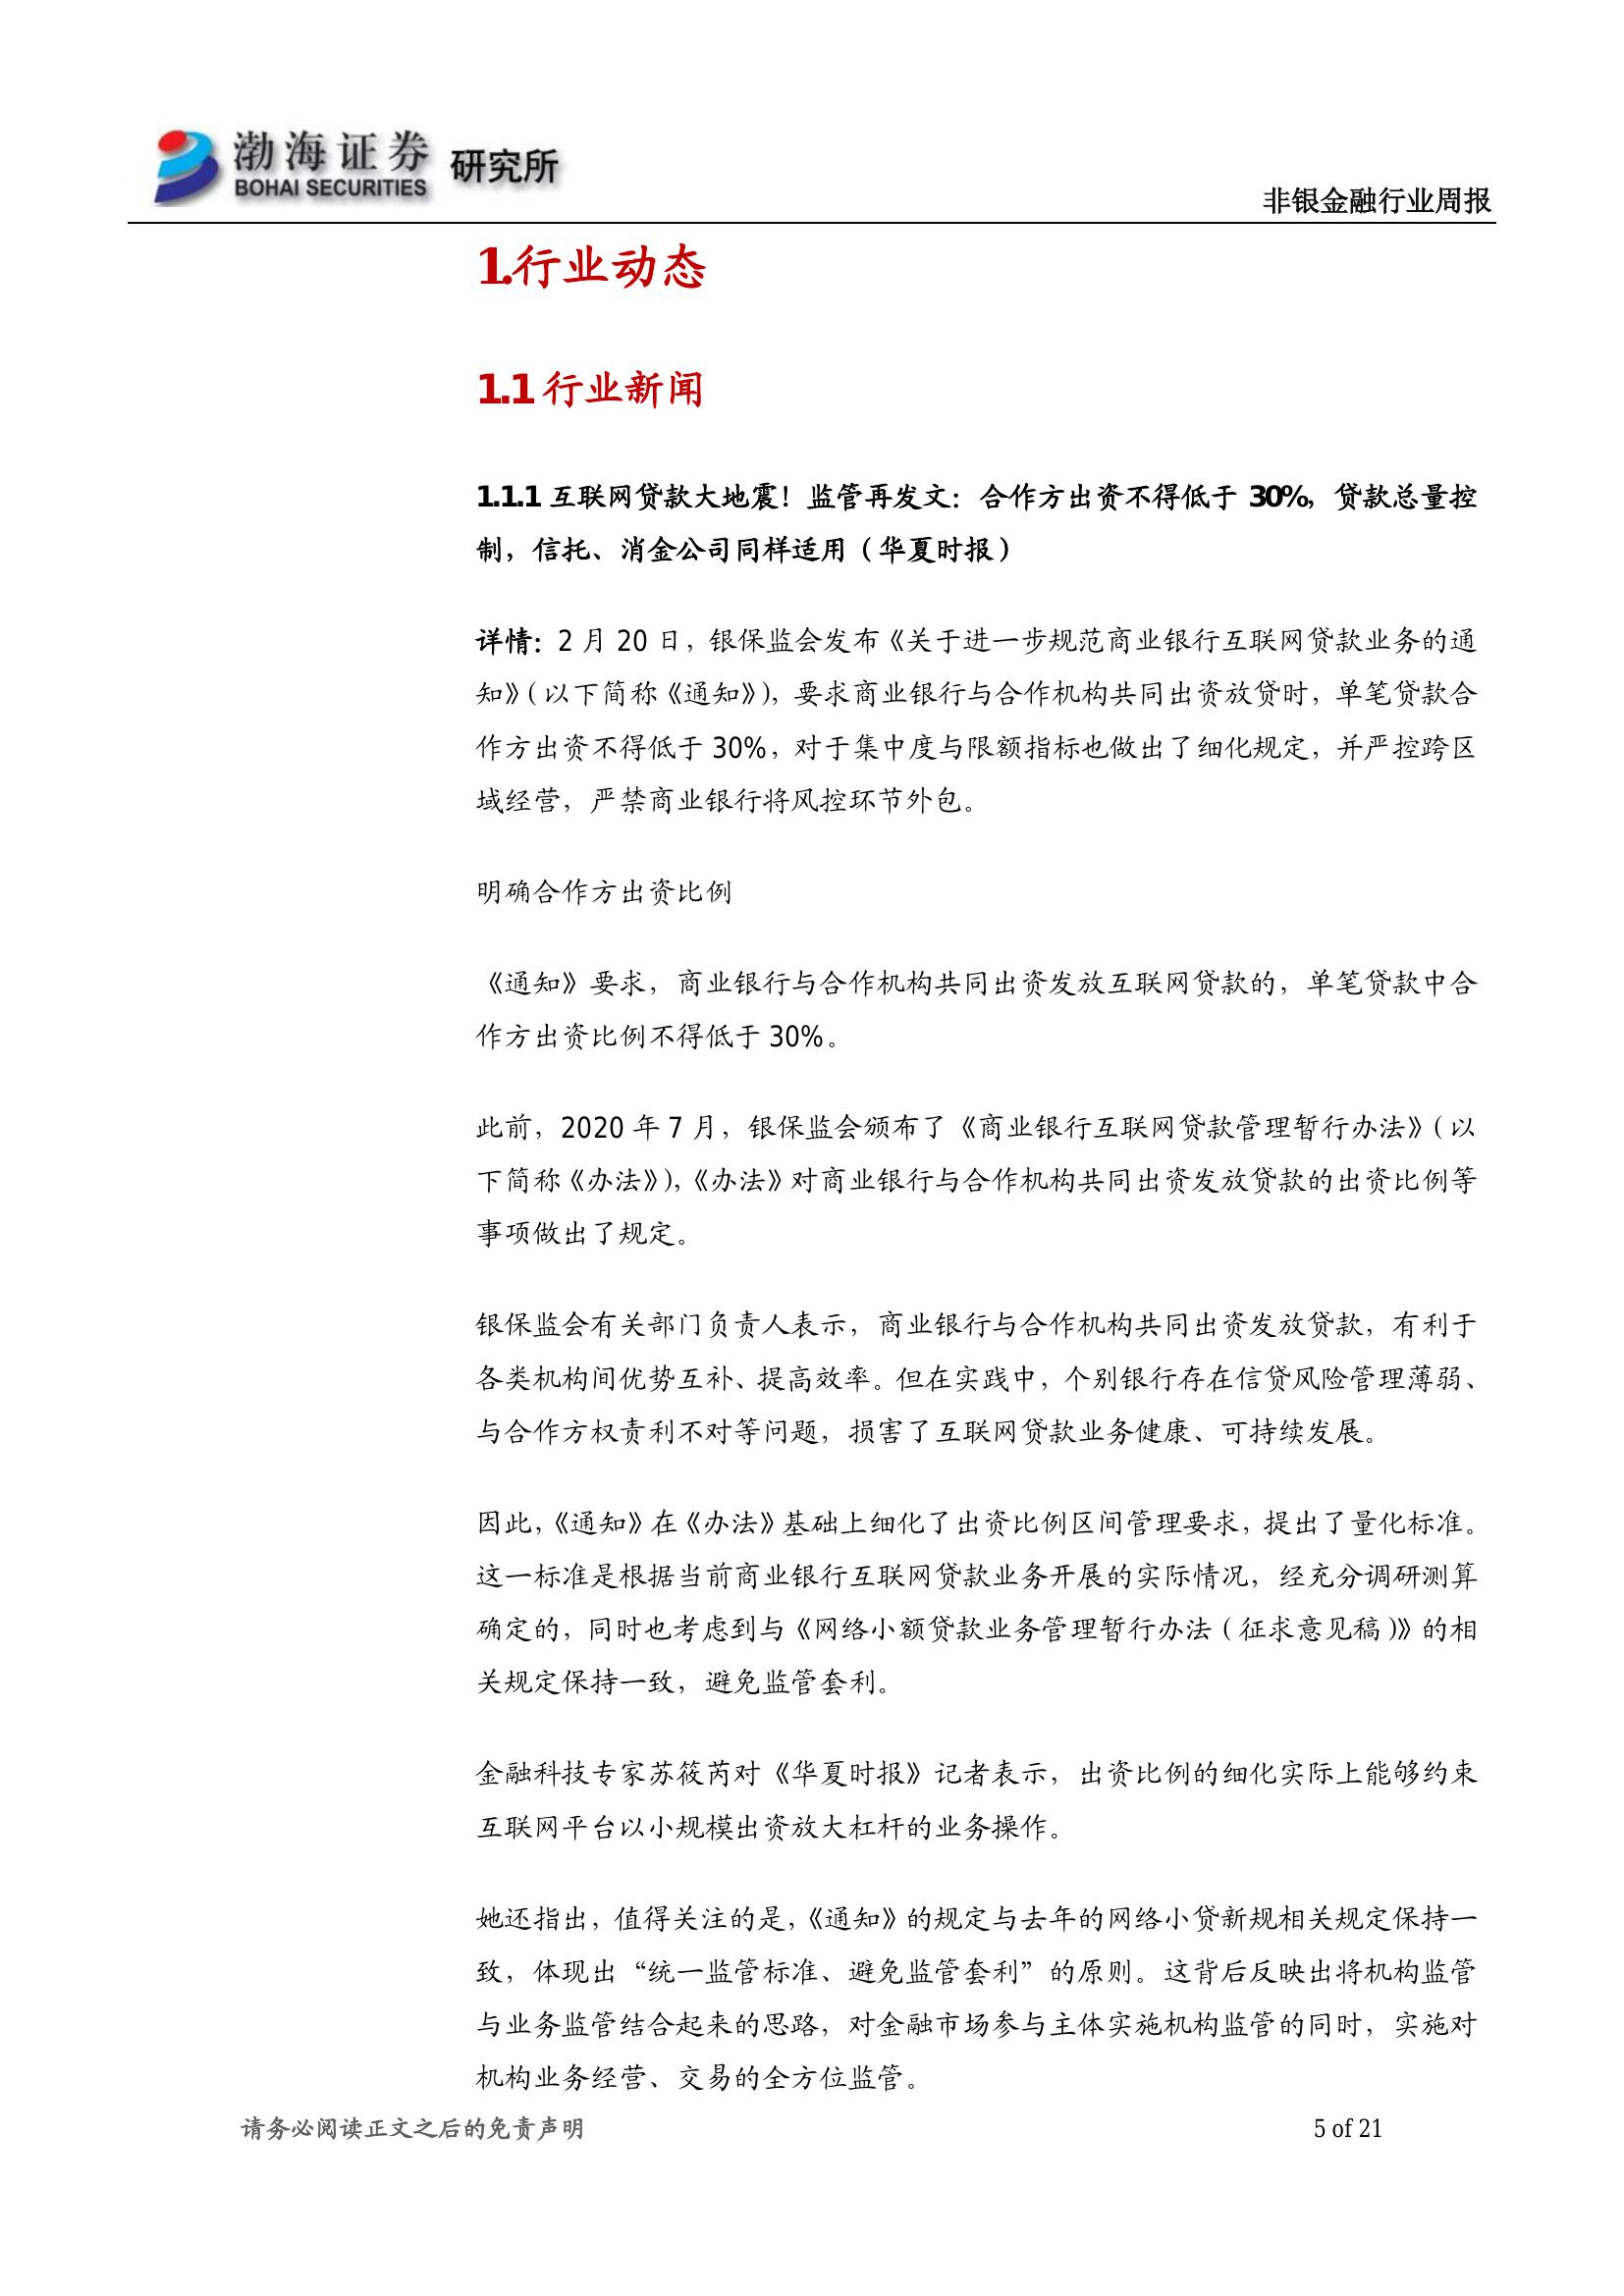 渤海证券
BOHAI SECURITIES
研究所
非银金融行业周报
1.行业动态
1.1 行业新闻
1.1.1 互联网贷款大地震！监管再发文：合作方出资不得低于 30%，贷款总量控
制，信托、消金公司同样适用（华夏时报）
详情：2 月 20 日，银保监会发布《关于进一步规范商业银行互联网贷款业务的通
知》（以下简称《通知》），要求商业银行与合作机构共同出资放贷时，单笔贷款合
作方出资不得低于 30%，对于集中度与限额指标也做出了细化规定，并严控跨区
域经营，严禁商业银行将风控环节外包。
明确合作方出资比例
《通知》要求，商业银行与合作机构共同出资发放互联网贷款的，单笔贷款中合
作方出资比例不得低于 30%。
此前，2020 年 7 月，银保监会颁布了《商业银行互联网贷款管理暂行办法》（以
下简称《办法》），《办法》对商业银行与合作机构共同出资发放贷款的出资比例等
事项做出了规定。
银保监会有关部门负责人表示，商业银行与合作机构共同出资发放贷款，有利于
各类机构间优势互补、提高效率。但在实践中，个别银行存在信贷风险管理薄弱、
与合作方权责利不对等问题，损害了互联网贷款业务健康、可持续发展。
因此，《通知》在《办法》基础上细化了出资比例区间管理要求，提出了量化标准。
这一标准是根据当前商业银行互联网贷款业务开展的实际情况，经充分调研测算
确定的，同时也考虑到与《网络小额贷款业务管理暂行办法（征求意见稿）》的相
关规定保持一致，避免监管套利。
金融科技专家苏筱芮对《华夏时报》记者表示，出资比例的细化实际上能够约束
互联网平台以小规模出资放大杠杆的业务操作。
她还指出，值得关注的是，《通知》的规定与去年的网络小贷新规相关规定保持一
致，体现出“统一监管标准、避免监管套利”的原则。这背后反映出将机构监管
与业务监管结合起来的思路，对金融市场参与主体实施机构监管的同时，实施对
机构业务经营、交易的全方位监管。
请务必阅读正文之后的免责声明
5 of 21